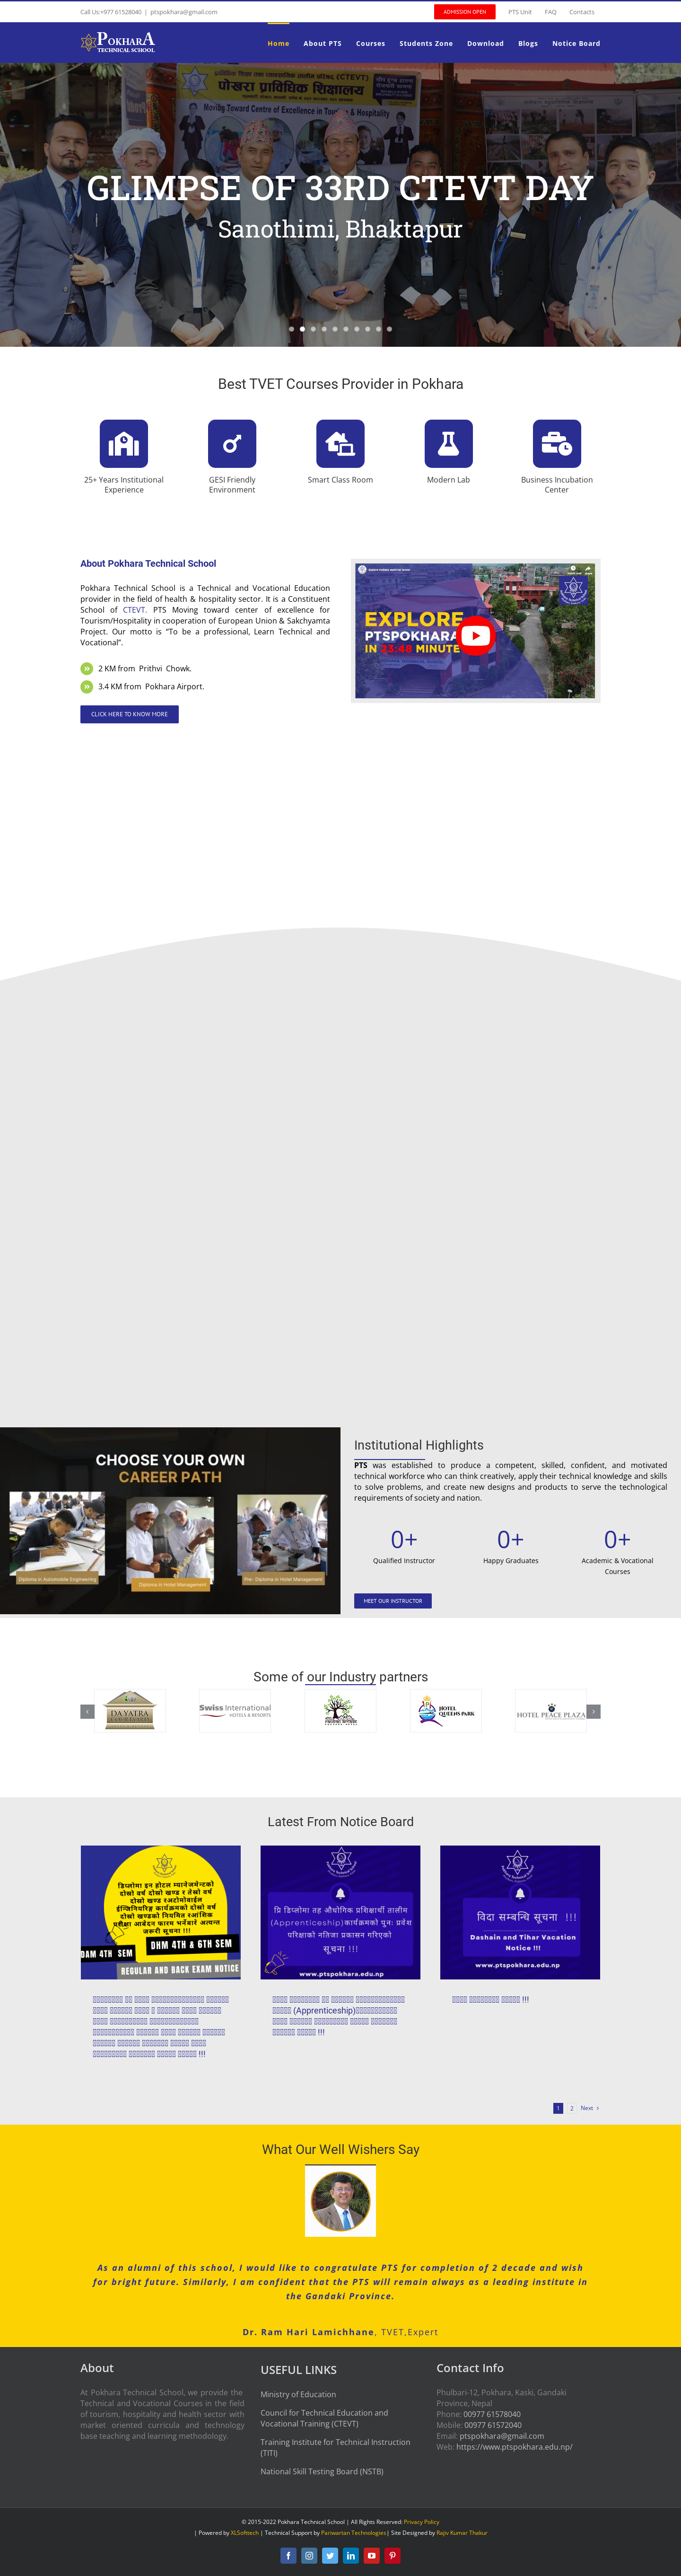 Call Us:+977 61528040 | ptspokhara@gmail.com
ADMISSION OPEN PTS Unit FAQ Contacts
POKHARA
TECHNICAL SCHOOL
Home About PTS Courses Students Zone Download Blogs Notice Board
पोखरा प्राविधिक शिक्षालय
GLIMPSE OF 33RD CTEVT DAY
Sanothimi, Bhaktapur
Best TVET Courses Provider in Pokhara
25+ Years Institutional Experience
GESI Friendly Environment
Smart Class Room
Modern Lab
Business Incubation Center
About Pokhara Technical School
Pokhara Technical School is a Technical and Vocational Education
provider in the field of health & hospitality sector. It is a Constituent
School of CTEVT. PTS Moving toward center of excellence for
Tourism/Hospitality in cooperation of European Union & Sakchyamta
Project. Our motto is “To be a professional, Learn Technical and
Vocational”.
2 KM from Prithvi Chowk.
3.4 KM from Pokhara Airport.
CLICK HERE TO KNOW MORE
EXPLORE
PTSPOKHARA
IN 23:48 MINUTE
CHOOSE YOUR OWN
CAREER PATH
Diploma in Automobile Engineering
Diploma in Hotel Management
Pre- Diploma in Hotel Management
Institutional Highlights
PTS was established to produce a competent, skilled, confident, and motivated
technical workforce who can think creatively, apply their technical knowledge and skills
to solve problems, and create new designs and products to serve the technological
requirements of society and nation.
0+ 0+ 0+
Qualified Instructor
Happy Graduates
Academic & Vocational
Courses
MEET OUR INSTRUCTOR
Some of our Industry partners
DAYATRA
Swiss International
HOTELS & RESORTS
HOTEL
QUEENS PARK
HOTEL PEACE PLAZA
Latest From Notice Board
डिप्लोमा इन होटल म्यानेजमेन्टको
दोस्रो वर्ष दोस्रो खण्ड र तेस्रो वर्ष
दोस्रो खण्ड रअटोमोबाईल
ईन्जिनियरिङ्ग कार्यक्रमको दोस्रो वर्ष
दोस्रो खण्डको नियमित रआंशिक
परीक्षा आवेदन फारम भर्नेबारे अत्यन्त
जरुरी सूचना !!!
DAM 4TH SEM
DHM 4TH & 6TH SEM
REGULAR AND BACK EXAM NOTICE
प्रि डिप्लोमा तह औथोगिक प्रशिक्षार्थी तालीम
(Apprenticeship)कार्यक्रमको पुनः प्रवेश
परिक्षाको नतिजा प्रकासन गरिएको
सूचना !!!
www.ptspokhara.edu.np
विदा सम्बन्धि सूचना !!!
Dashain and Tihar Vacation
Notice !!!
www.ptspokhara.edu.np
(Apprenticeship)
!!!
!!!
!!!
1 2 Next
What Our Well Wishers Say
As an alumni of this school, I would like to congratulate PTS for completion of 2 decade and wish
for bright future. Similarly, I am confident that the PTS will remain always as a leading institute in
the Gandaki Province.
Dr. Ram Hari Lamichhane, TVET,Expert
About
At Pokhara Technical School, we provide the
Technical and Vocational Courses in the field
of tourism, hospitality and health sector with
market oriented curricula and technology
base teaching and learning methodology.
USEFUL LINKS
Ministry of Education
Council for Technical Education and
Vocational Training (CTEVT)
Training Institute for Technical Instruction
(TITI)
National Skill Testing Board (NSTB)
Contact Info
Phulbari-12, Pokhara, Kaski, Gandaki
Province, Nepal
Phone: 00977 61578040
Mobile: 00977 61572040
Email: ptspokhara@gmail.com
Web: https://www.ptspokhara.edu.np/
© 2015-2022 Pokhara Technical School | All Rights Reserved: Privacy Policy
| Powered by XLSofttech | Technical Support by Pariwartan Technologies| Site Designed by Rajiv Kumar Thakur